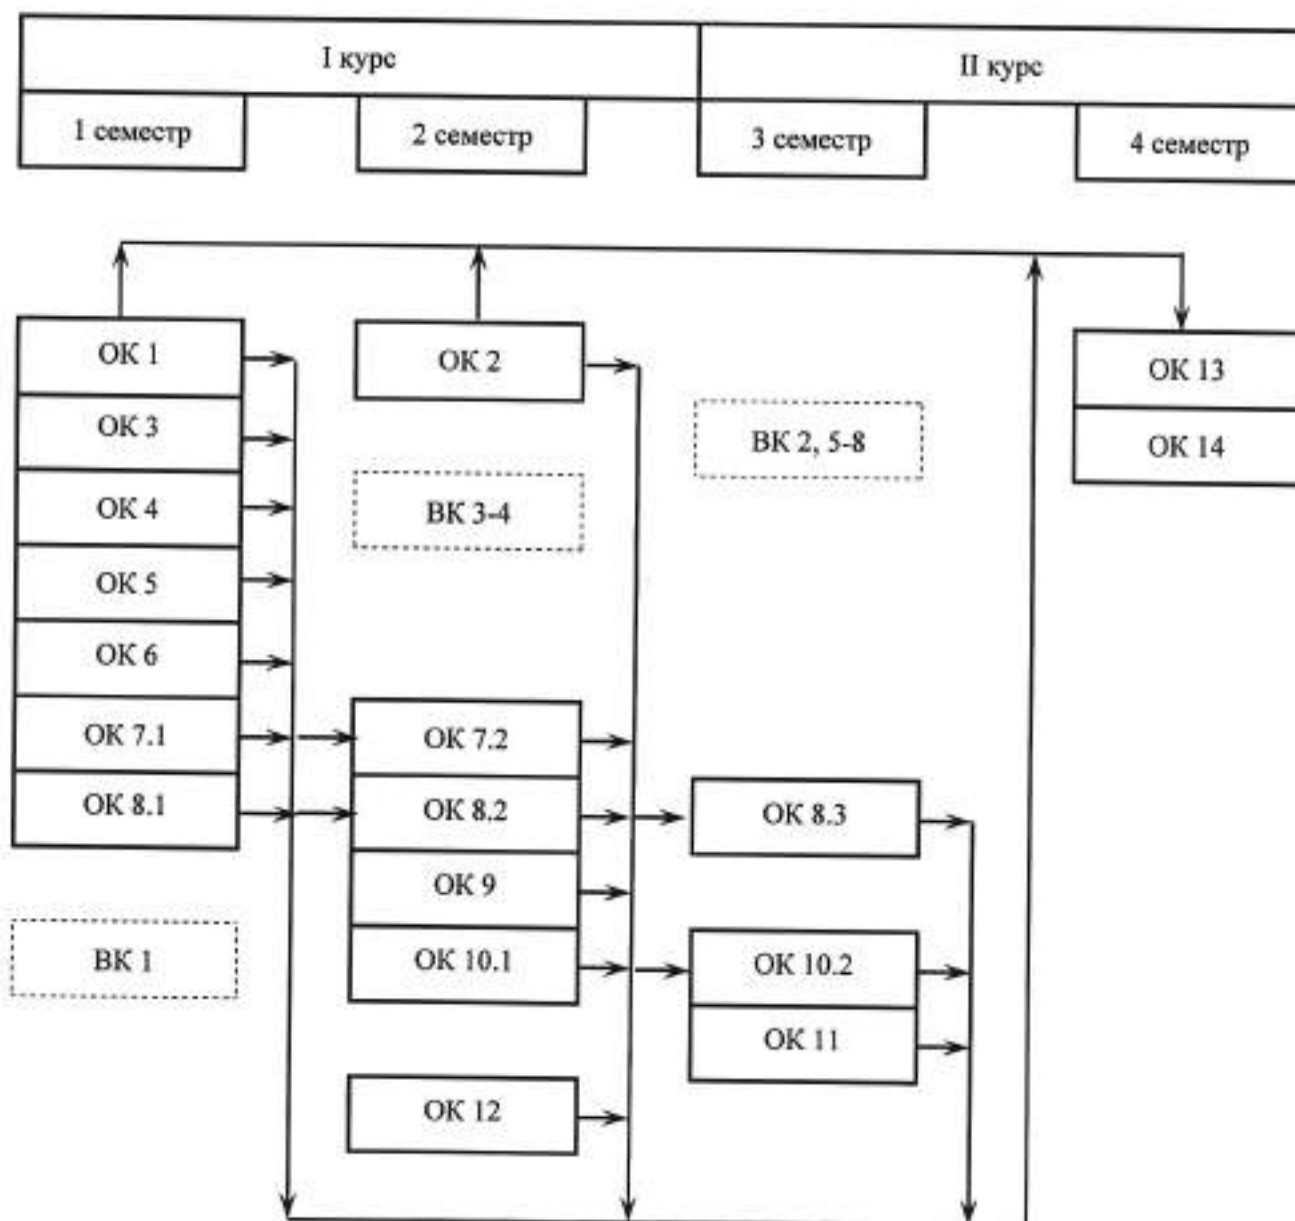 І курс
ІІ курс
1 семестр
2 семестр
3 семестр
4 семестр
ОК 1
ОК 3
ОК 4
ОК 5
ОК 6
ОК 7.1
ОК 8.1
ВК 1
ОК 2
ВК 3-4
ОК 7.2
ОК 8.2
ОК 9
ОК 10.1
ОК 12
ВК 2, 5-8
ОК 8.3
ОК 10.2
ОК 11
ОК 13
ОК 14